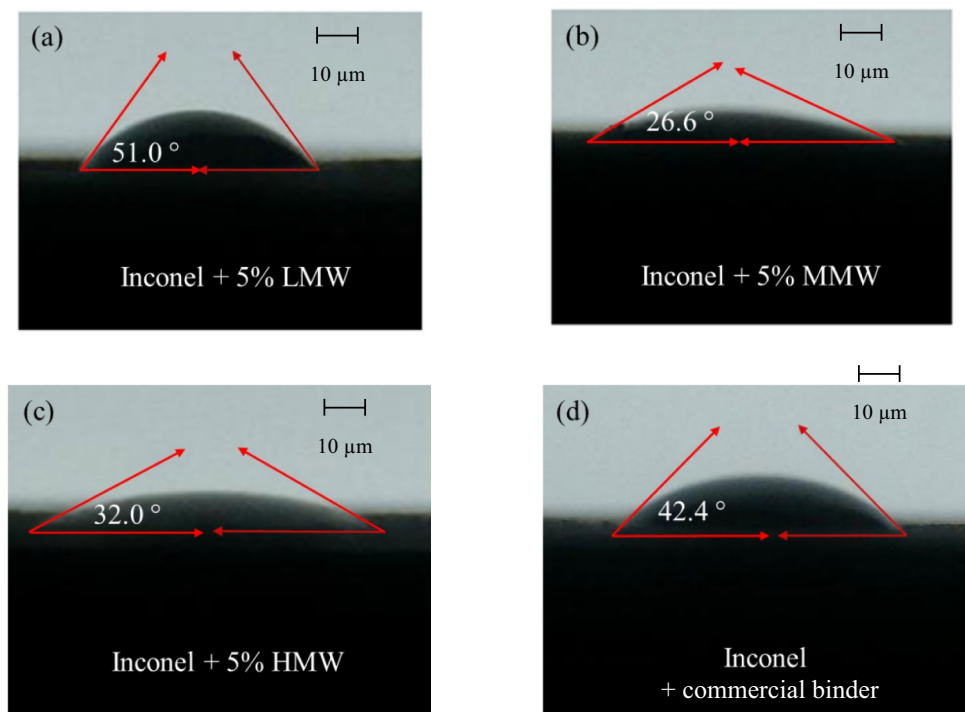 (a)
10 µm
51.0 °
Inconel + 5% LMW
(b)
10 µm
26.6 °
Inconel + 5% MMW
(c)
10 µm
32.0 °
Inconel + 5% HMW
(d)
10 µm
42.4 °
Inconel
+ commercial binder